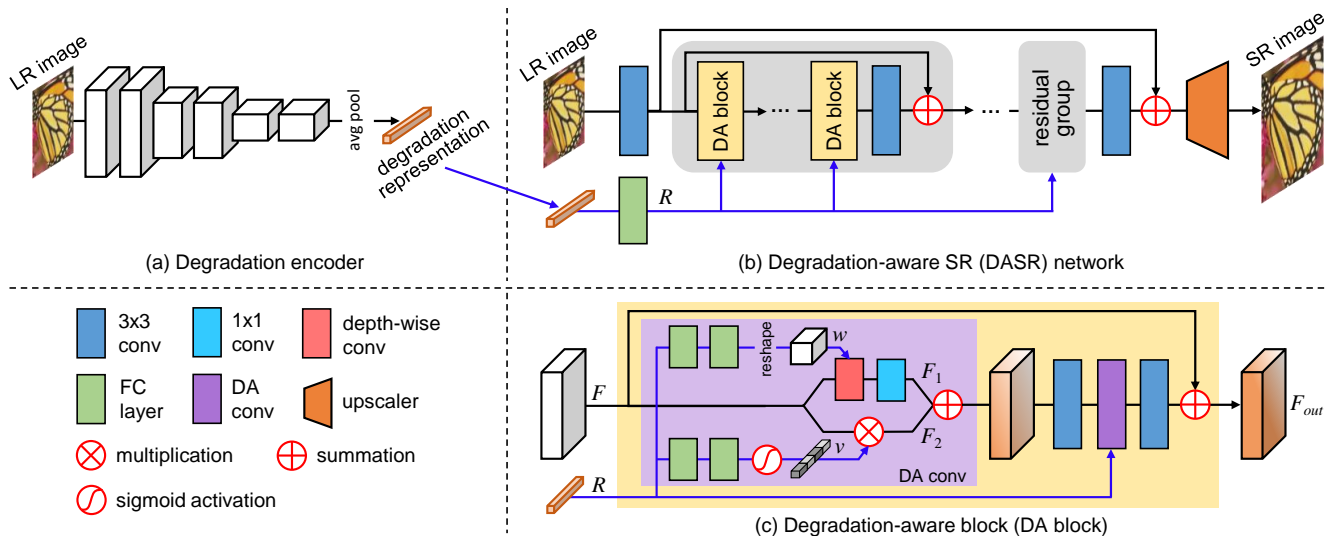 LR image
avg pool
degradation
representation
(a) Degradation encoder
LR image
DA block
...
DA block
...
residual
group
SR image
R
(b) Degradation-aware SR (DASR) network
3x3
conv
1x1
conv
depth-wise
conv
FC
layer
DA
conv
upscaler
multiplication
summation
sigmoid activation
F
R
reshape
w
F1
v
F2
DA conv
Fout
(c) Degradation-aware block (DA block)